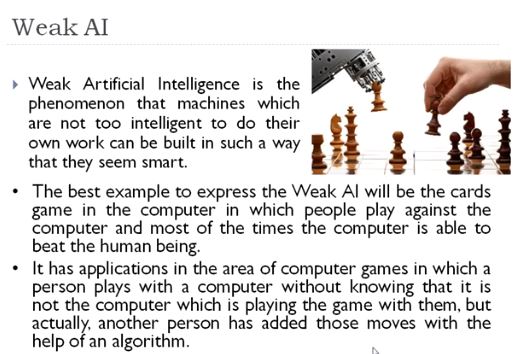 Weak AI
Weak Artificial Intelligence is the
phenomenon that machines which
are not too intelligent to do their
own work can be built in such a way
that they seem smart.
• The best example to express the Weak AI will be the cards
game in the computer in which people play against the
computer and most of the times the computer is able to
beat the human being.
• It has applications in the area of computer games in which a
person plays with a computer without knowing that it is
not the computer which is playing the game with them, but
actually, another person has added those moves with the
help of an algorithm.